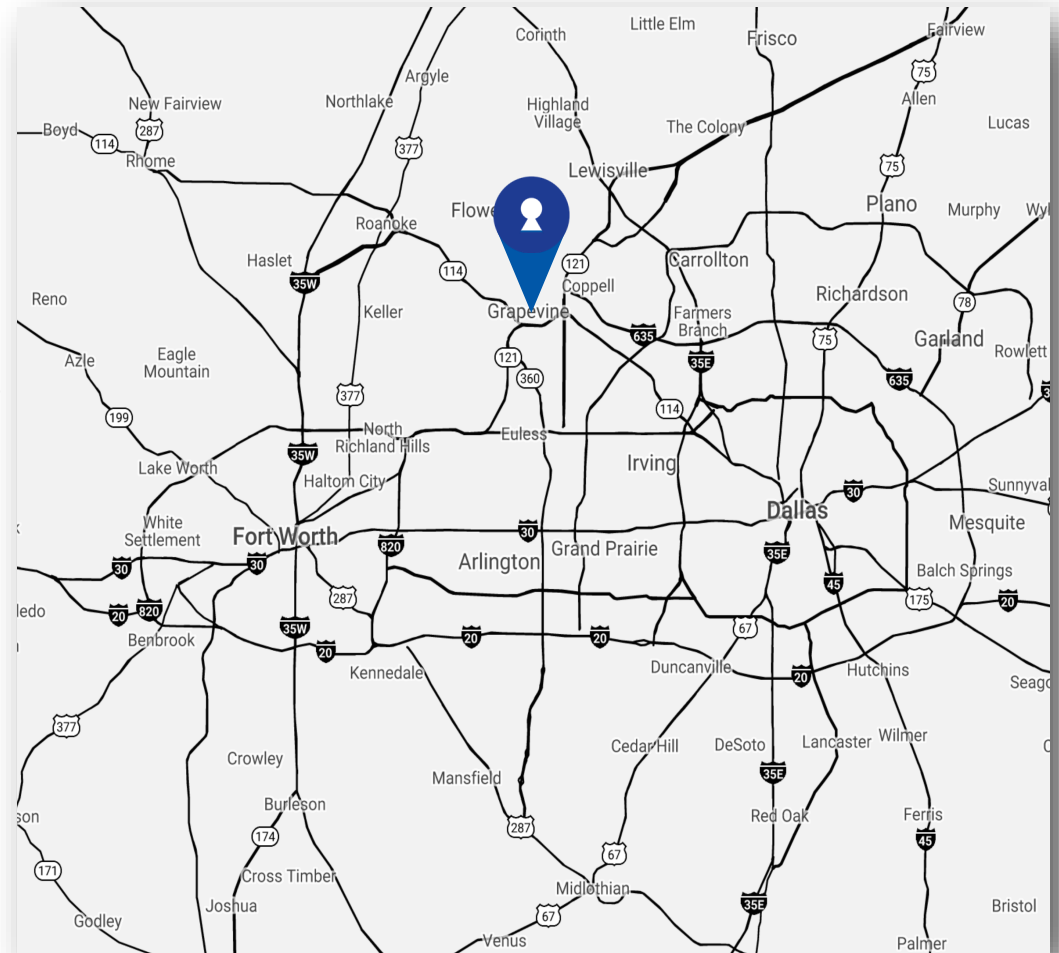 Little Elm
Fairview
Corinth
Frisco
75
Argyle
Allen
Northlake
New Fairview
Highland
Village
Lucas
The Colony
Boyd
287
114
377
Rhome
75
Lewisville
Plano
Murphy
Roanoke
Haslet
Carrollton
121
114
35W
Coppell
Richardson
Reno
78
Keller
Grapevine
Farmers
Branch
635
75
Garland
Rowlett
Azle
Eagle
Mountain
121
35E
360
635
377
199
114
North
Richland Hills
Euless
35W
Lake Worth
Irving
Haltom City
30
Dallas
White
Settlement
Fort Worth
30
Mesquite
820
Arlington
Grand Prairie
35E
30
30
Balch Springs
45
287
175
20
20
820
35W
67
Benbrook
20
20
20
Kennedale
Duncanville
Hutchins
20
377
Crowley
Cedar Hill
DeSoto
Lancaster
Wilmer
Mansfield
35E
Burleson
Red Oak
Ferris
174
287
45
67
171
Cross Timber
Midlothian
Joshua
35E
Bristol
Godley
67
Venus
Palmer